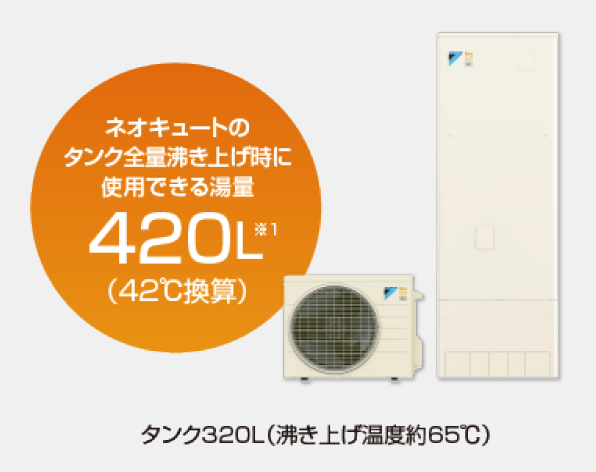 ネオキュートの
タンク全量沸き上げ時に
使用できる湯量
420L※1
(42℃換算)
タンク320L(沸き上げ温度約65℃)